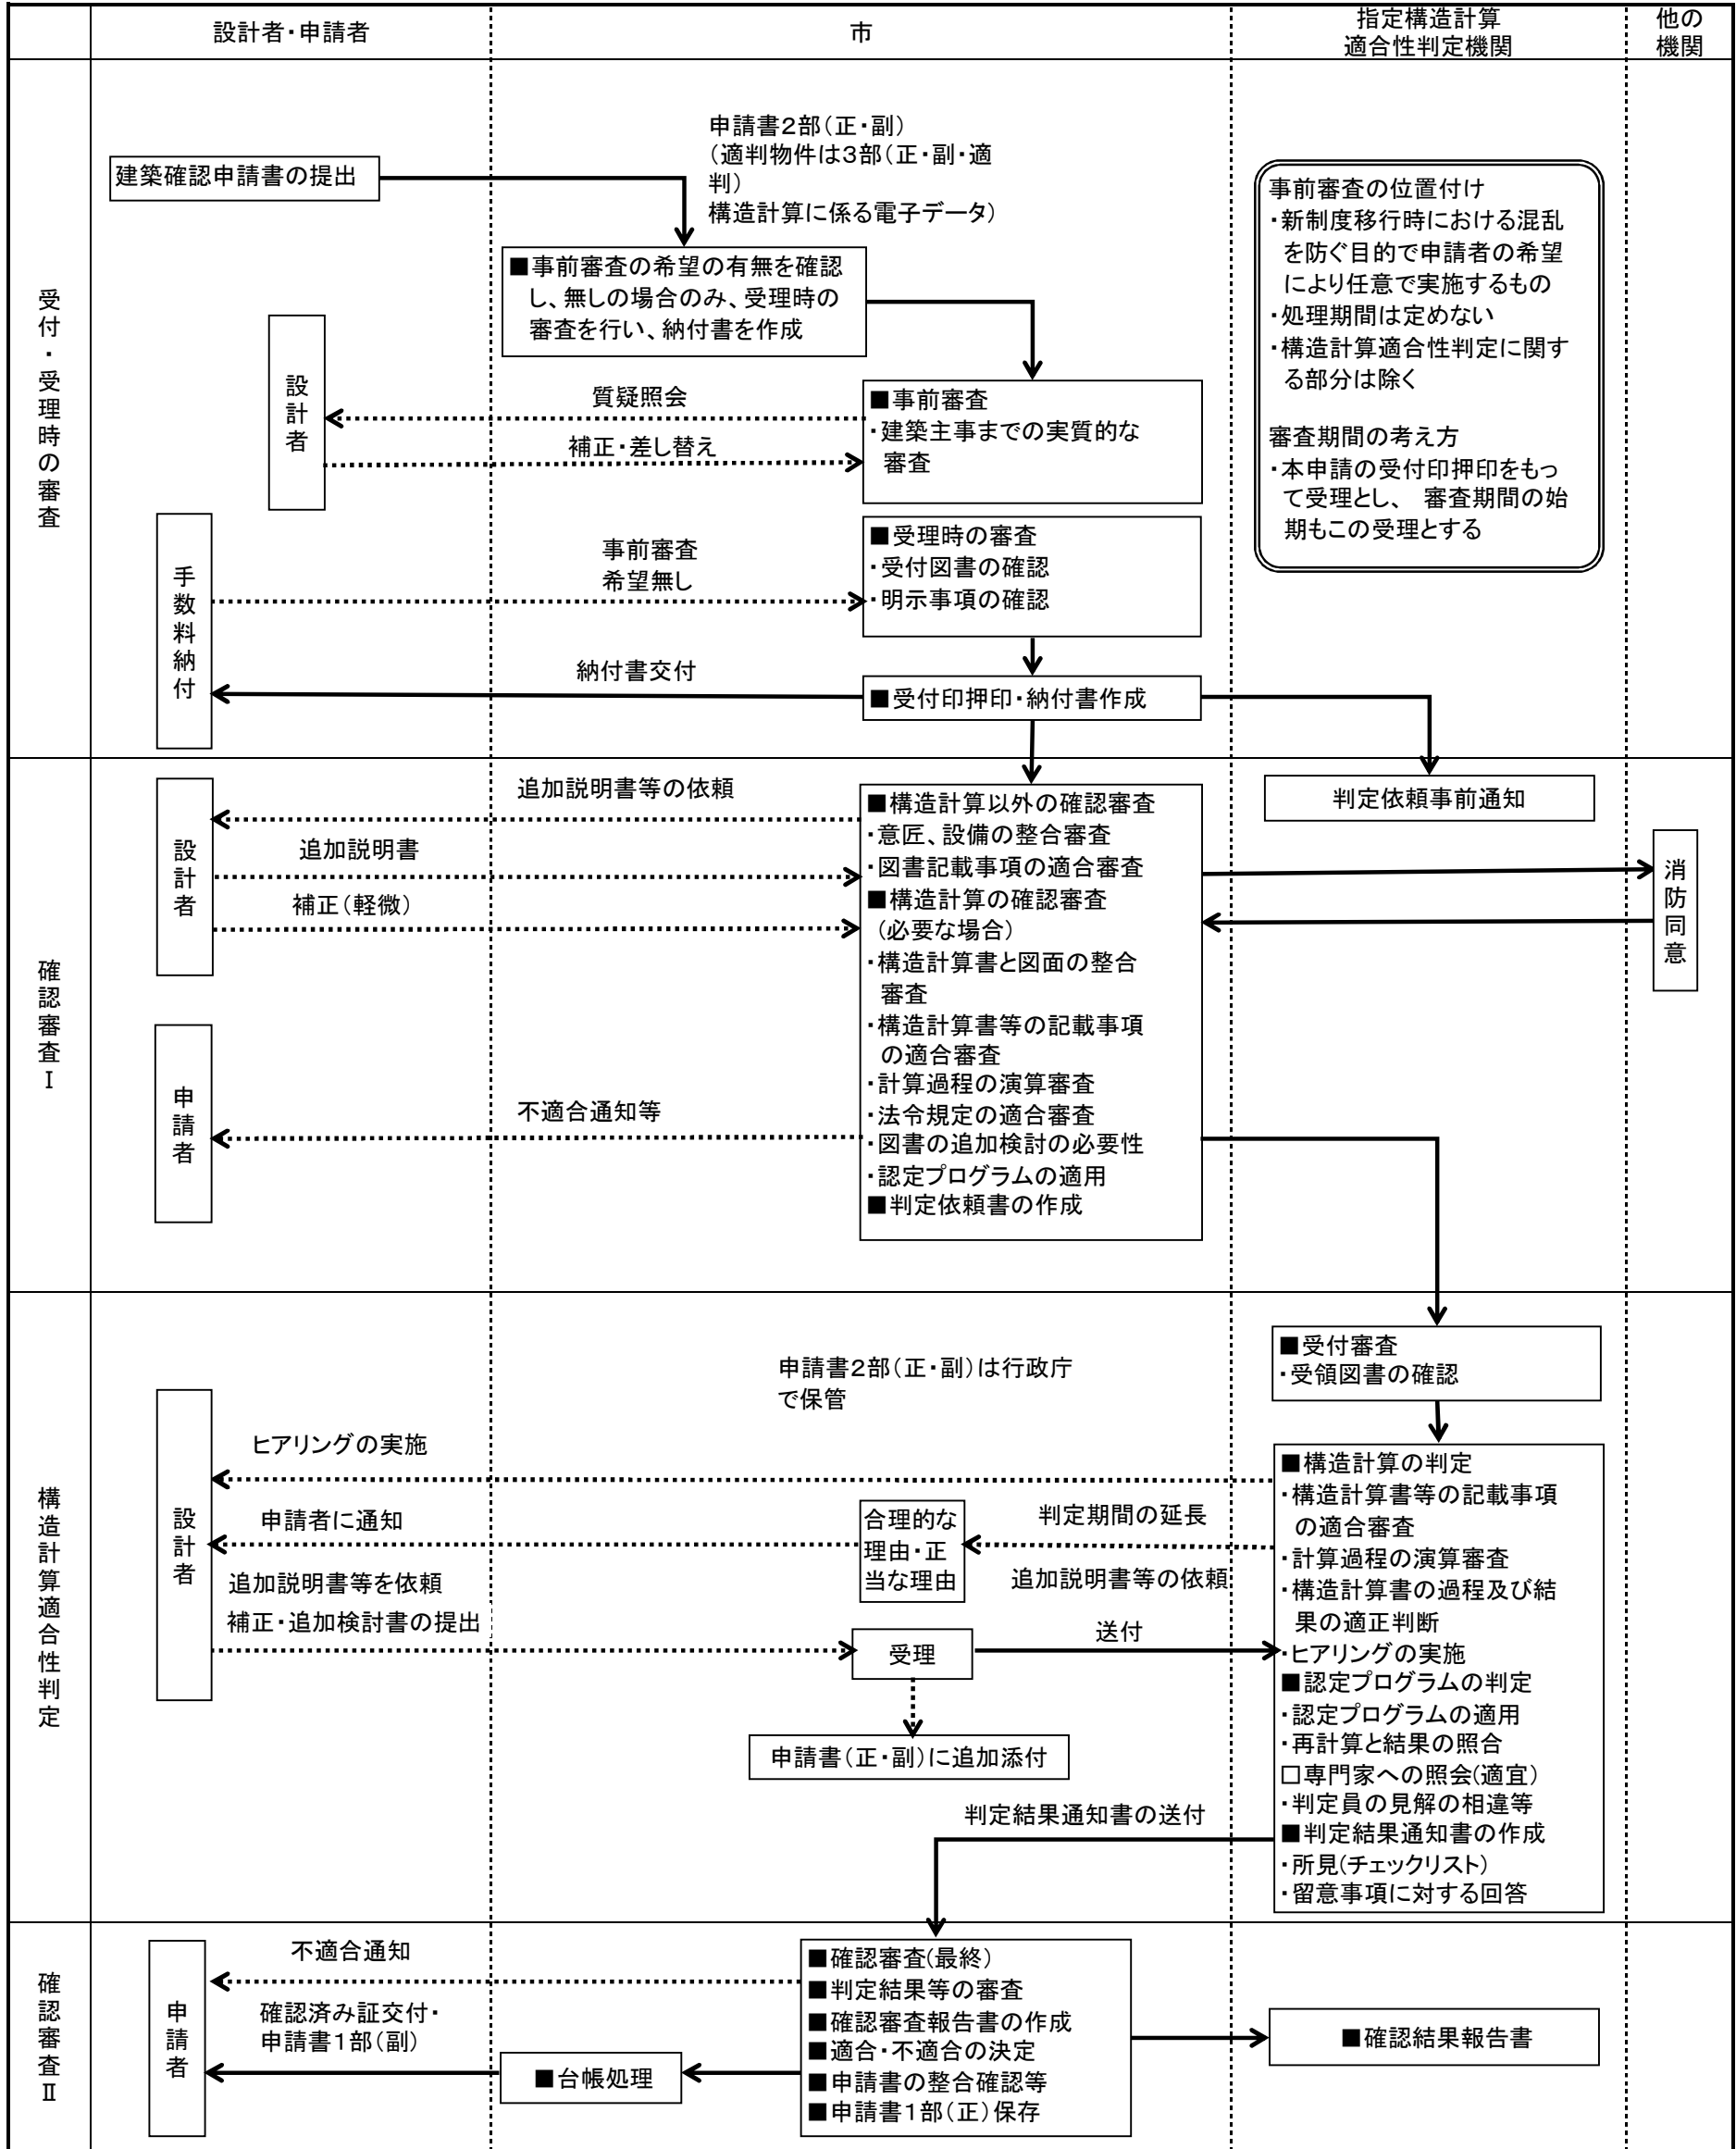 設計者・申請者
市
指定構造計算
適合性判定機関
他の
機関
受付・受理時の審査
建築確認申請書の提出
申請書2部（正・副）
（適判物件は3部（正・副・適
判）
構造計算に係る電子データ）
■事前審査の希望の有無を確認
し、無しの場合のみ、受理時の
審査を行い、納付書を作成
設計者
質疑照会
補正・差し替え
■事前審査
・建築主事までの実質的な
審査
事前審査の位置付け
・新制度移行時における混乱
を防ぐ目的で申請者の希望
により任意で実施するもの
・処理期間は定めない
・構造計算適合性判定に関す
る部分は除く
審査期間の考え方
・本申請の受付印押印をもっ
て受理とし、 審査期間の始
期もこの受理とする
手数料納付
事前審査
希望無し
■受理時の審査
・受付図書の確認
・明示事項の確認
納付書交付
■受付印押印・納付書作成
確認審査Ⅰ
設計者
追加説明書等の依頼
追加説明書
補正（軽微）
■構造計算以外の確認審査
・意匠、設備の整合審査
・図書記載事項の適合審査
■構造計算の確認審査
（必要な場合）
・構造計算書と図面の整合
審査
・構造計算書等の記載事項
の適合審査
・計算過程の演算審査
・法令規定の適合審査
・図書の追加検討の必要性
・認定プログラムの適用
■判定依頼書の作成
判定依頼事前通知
消防同意
申請者
不適合通知等
構造計算適合性判定
申請書2部（正・副）は行政庁
で保管
■受付審査
・受領図書の確認
設計者
ヒアリングの実施
申請者に通知
追加説明書等を依頼
補正・追加検討書の提出
合理的な
理由・正
当な理由
判定期間の延長
追加説明書等の依頼
受理
送付
申請書（正・副）に追加添付
判定結果通知書の送付
■構造計算の判定
・構造計算書等の記載事項
の適合審査
・計算過程の演算審査
・構造計算書の過程及び結
果の適正判断
・ヒアリングの実施
■認定プログラムの判定
・認定プログラムの適用
・再計算と結果の照合
□専門家への照会(適宜）
・判定員の見解の相違等
■判定結果通知書の作成
・所見(チェックリスト）
・留意事項に対する回答
確認審査Ⅱ
申請者
不適合通知
確認済み証交付・
申請書1部（副）
■台帳処理
■確認審査(最終）
■判定結果等の審査
■確認審査報告書の作成
■適合・不適合の決定
■申請書の整合確認等
■申請書1部（正）保存
■確認結果報告書